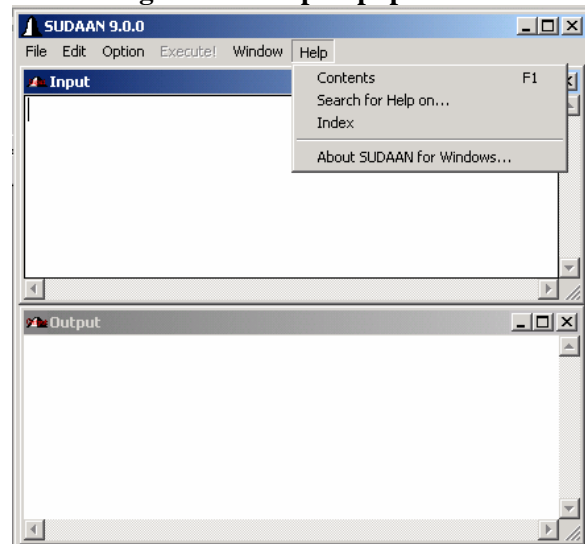 SUDAAN 9.0.0
File Edit Option Execute! Window Help
Input
Contents F1
Search for Help on...
Index
About SUDAAN for Windows...
Output